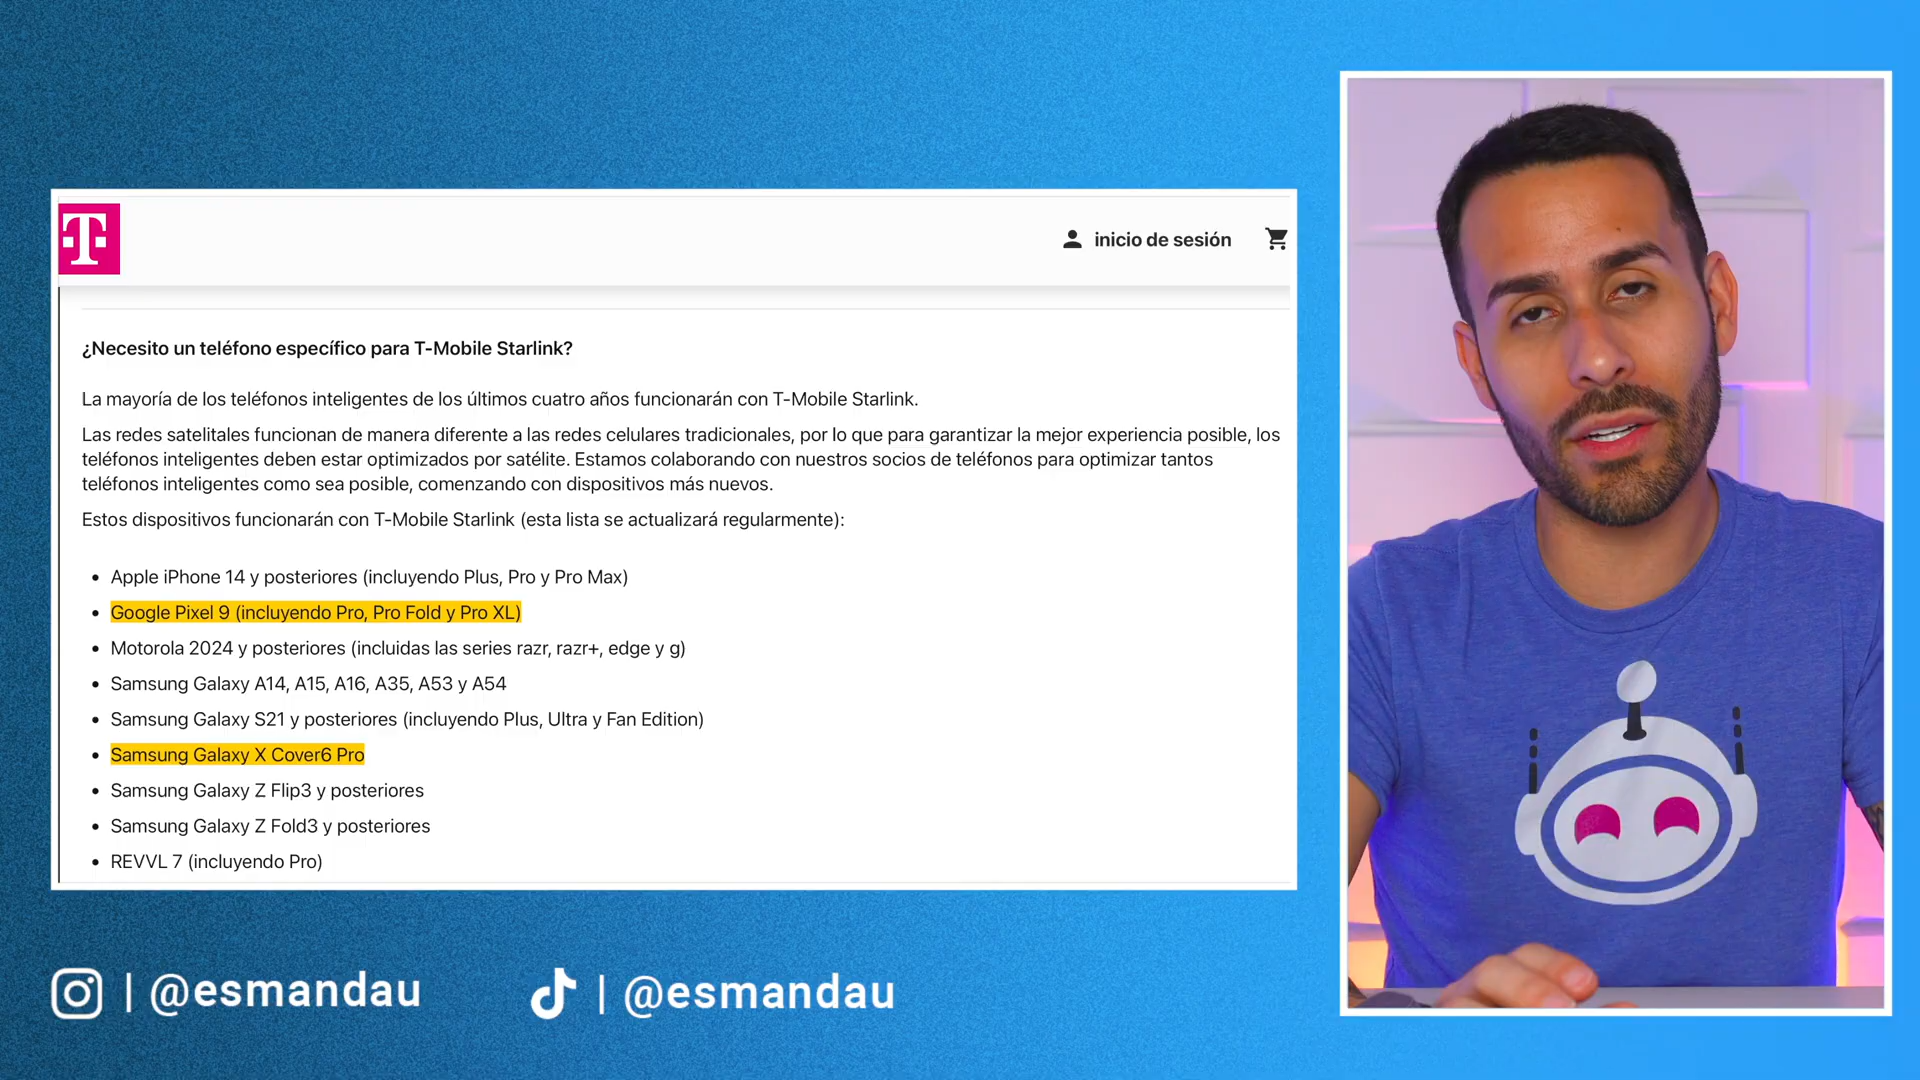 T
inicio de sesión
¿Necesito un teléfono específico para T-Mobile Starlink?
La mayoría de los teléfonos inteligentes de los últimos cuatro años funcionarán con T-Mobile Starlink.
Las redes satelitales funcionan de manera diferente a las redes celulares tradicionales, por lo que para garantizar la mejor experiencia posible, los
teléfonos inteligentes deben estar optimizados por satélite. Estamos colaborando con nuestros socios de teléfonos para optimizar tantos
teléfonos inteligentes como sea posible, comenzando con dispositivos más nuevos.
Estos dispositivos funcionarán con T-Mobile Starlink (esta lista se actualizará regularmente):
• Apple iPhone 14 y posteriores (incluyendo Plus, Pro y Pro Max)
• Google Pixel 9 (incluyendo Pro, Pro Fold y Pro XL)
• Motorola 2024 y posteriores (incluidas las series razr, razr+, edge y g)
• Samsung Galaxy A14, A15, A16, A35, A53 y A54
• Samsung Galaxy S21 y posteriores (incluyendo Plus, Ultra y Fan Edition)
• Samsung Galaxy X Cover6 Pro
• Samsung Galaxy Z Flip3 y posteriores
• Samsung Galaxy Z Fold3 y posteriores
• REVVL 7 (incluyendo Pro)
| @esmandau
| @esmandau